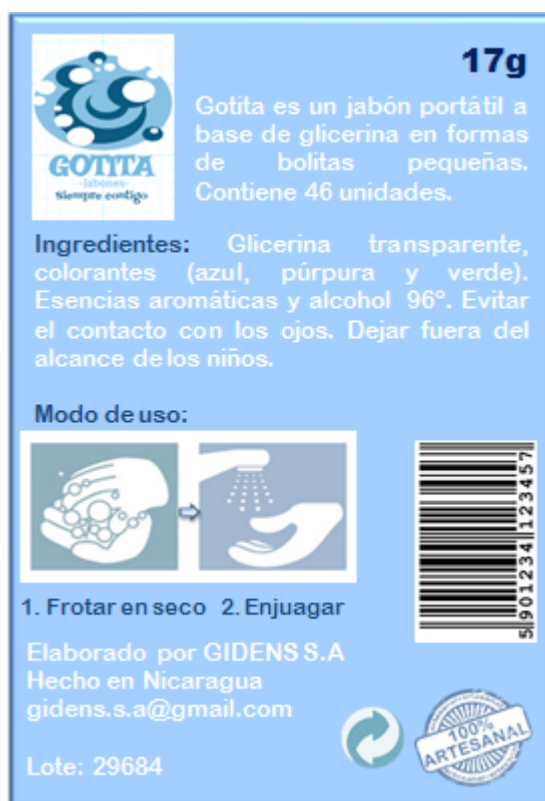 17g
GOTITA
-Jabones-
Siempre contigo
Gotita es un jabón portátil a
base de glicerina en formas
de bolitas pequeñas.
Contiene 46 unidades.
Ingredientes: Glicerina transparente,
colorantes (azul, púrpura y verde).
Esencias aromáticas y alcohol 96°. Evitar
el contacto con los ojos. Dejar fuera del
alcance de los niños.
Modo de uso:
1. Frotar en seco 2. Enjuagar
5 901234 123457
Elaborado por GIDENS S.A
Hecho en Nicaragua
gidens.s.a@gmail.com
Lote: 29684
100%
ARTESANAL